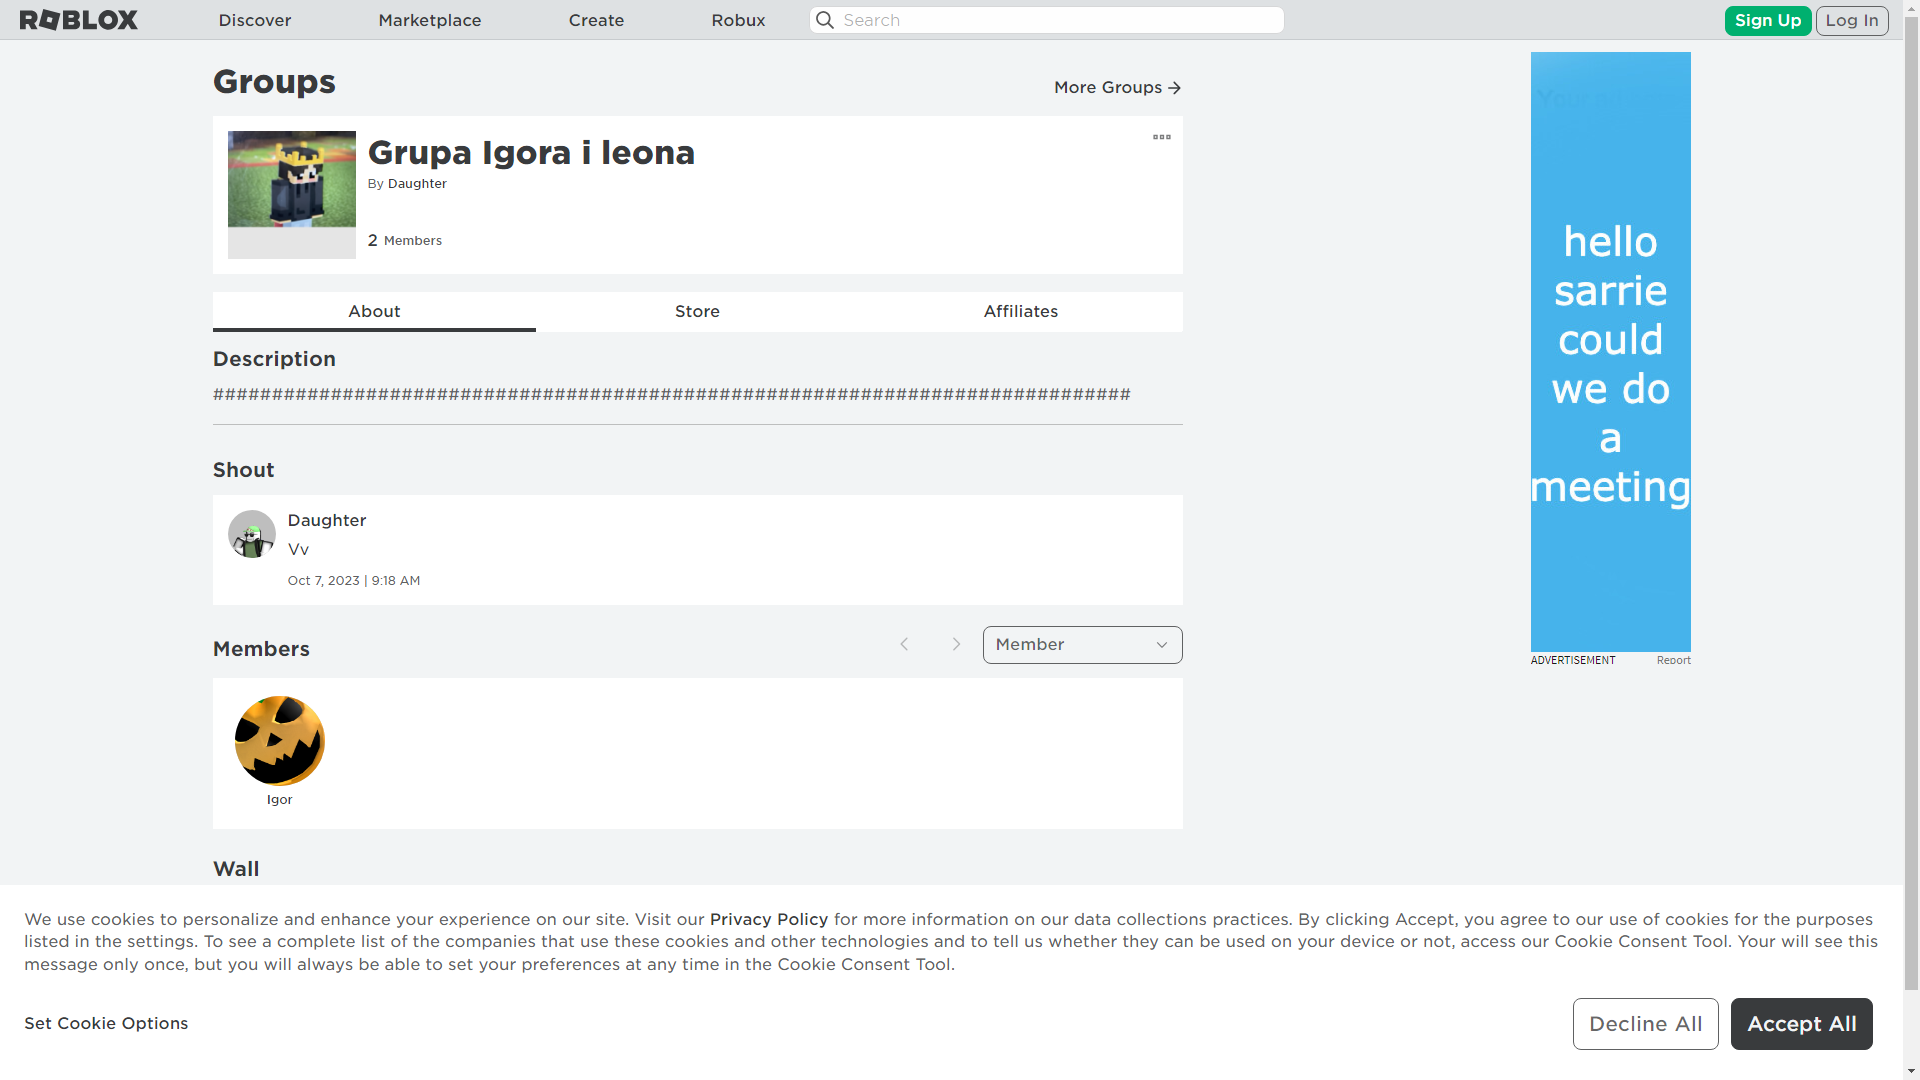 ROBLOX
Discover
Marketplace
Create
Robux
Search
Sign Up
Log In
Groups
More Groups
Grupa Igora i leona
By Daughter
2 Members
About
Store
Affiliates
Description
##############################################################################
Shout
Daughter
Vv
Oct 7, 2023 | 9:18 AM
Members
Member
Igor
Wall
hello
sarrie
could
we do
a
meeting
ADVERTISEMENT
Report
We use cookies to personalize and enhance your experience on our site. Visit our Privacy Policy for more information on our data collections practices. By clicking Accept, you agree to our use of cookies for the purposes
listed in the settings. To see a complete list of the companies that use these cookies and other technologies and to tell us whether they can be used on your device or not, access our Cookie Consent Tool. Your will see this
message only once, but you will always be able to set your preferences at any time in the Cookie Consent Tool.
Set Cookie Options
Decline All
Accept All